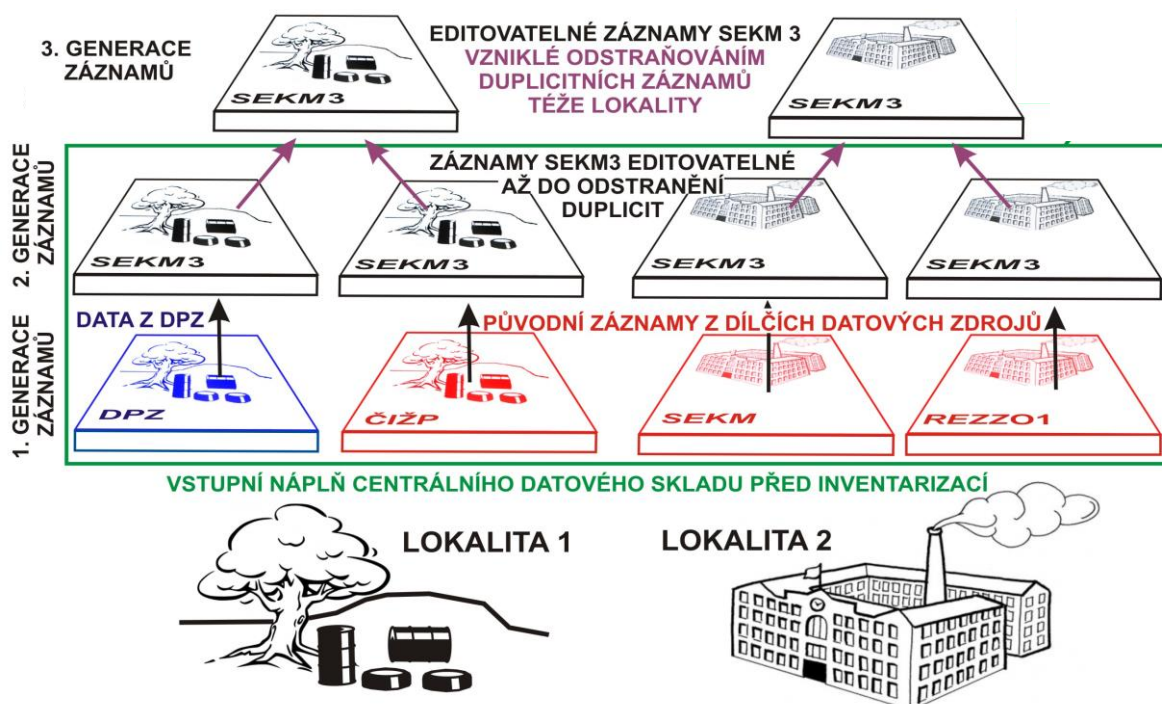 3. GENERACE
ZÁZNAMŮ
EDITOVATELNÉ ZÁZNAMY SEKM 3
VZNIKLÉ ODSTRAŇOVÁNÍM
DUPLICITNÍCH ZÁZNAMŮ
TÉŽE LOKALITY
SEKM3
SEKM3
2. GENERACE
ZÁZNAMŮ
ZÁZNAMY SEKM3 EDITOVATELNÉ
AŽ DO ODSTRANĚNÍ
DUPLICIT
SEKM3
SEKM3
SEKM3
SEKM3
1. GENERACE
ZÁZNAMŮ
DATA Z DPZ
PŮVODNÍ ZÁZNAMY Z DÍLČÍCH DATOVÝCH ZDROJŮ
DPZ
ČIŽP
SEKM
REZZO1
VSTUPNÍ NÁPLŇ CENTRÁLNÍHO DATOVÉHO SKLADU PŘED INVENTARIZACÍ
LOKALITA 1
LOKALITA 2